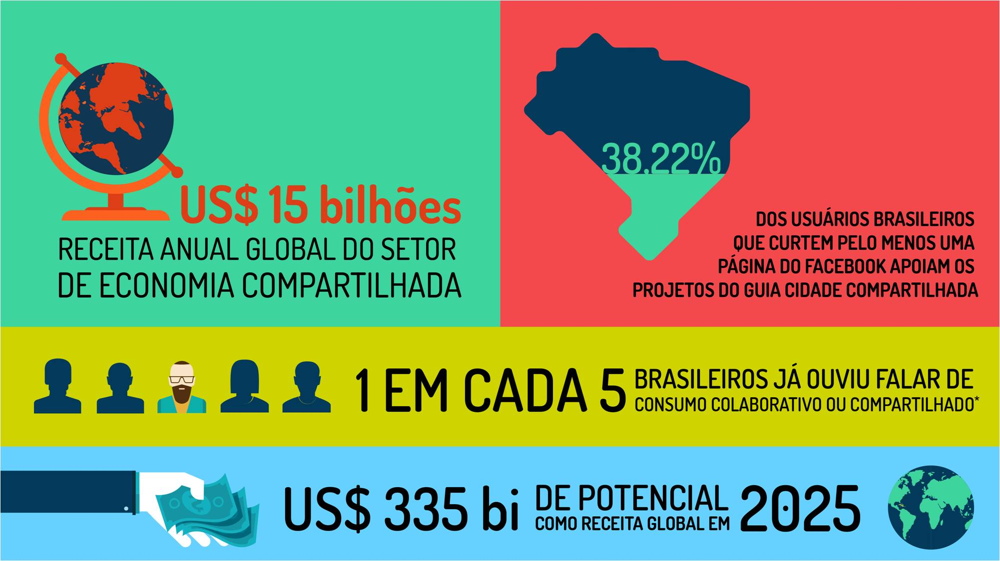 US$ 15 bilhões
RECEITA ANUAL GLOBAL DO SETOR
DE ECONOMIA COMPARTILHADA
38.22%
DOS USUÁRIOS BRASILEIROS
QUE CURTEM PELO MENOS UMA
PÁGINA DO FACEBOOK APOIAM OS
PROJETOS DO GUIA CIDADE COMPARTILHADA
1 EM CADA 5
BRASILEIROS JÁ OUVIU FALAR DE
CONSUMO COLABORATIVO OU COMPARTILHADO*
US$ 335 bi
DE POTENCIAL
COMO RECEITA GLOBAL EM
2025